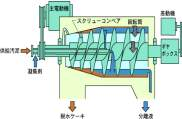 主電動機
スクリューコンベア
回転筒
差動機
ギヤ
ボックス
供給汚泥
凝集剤
脱水ケーキ
分離液